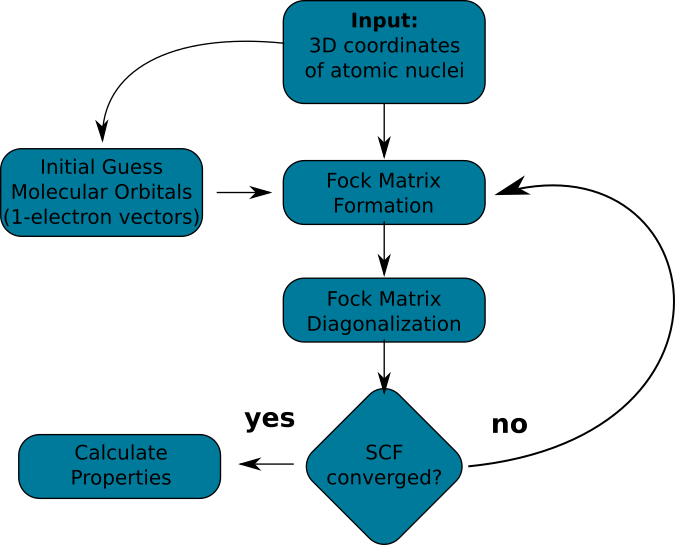 Input:
3D coordinates
of atomic nuclei
Initial Guess
Molecular Orbitals
(1-electron vectors)
Fock Matrix
Formation
Fock Matrix
Diagonalization
yes
no
SCF
converged?
Calculate
Properties